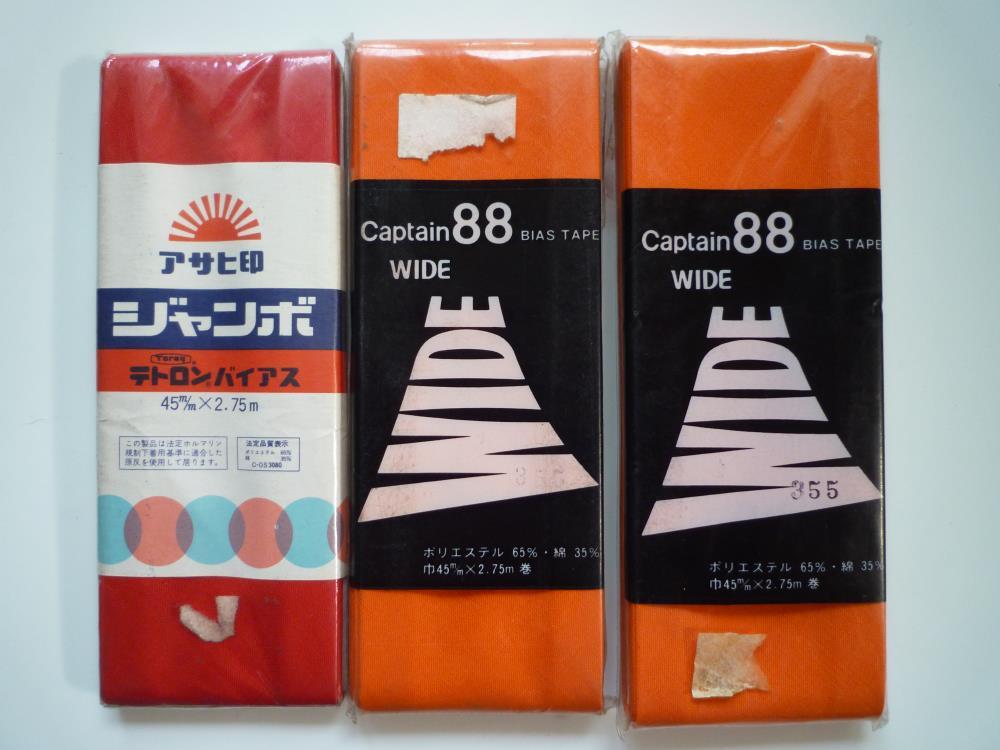 アサヒ印
ジャンボ
Toray
テトロン®バイアス
45m/m×2.75m
この製品は法定ホルマリン
規制下着用基準に適合した
原反を使用して居ります。
法定品質表示
ポリエステル 65%
綿 35%
C-OS3080
Captain88 BIAS TAPE
WIDE
WIDE
ポリエステル 65%・綿 35%
巾45m/m×2.75m 巻
Captain88 BIAS TAPE
WIDE
WIDE
355
ポリエステル 65%・綿 35%
巾45m/m×2.75m 巻